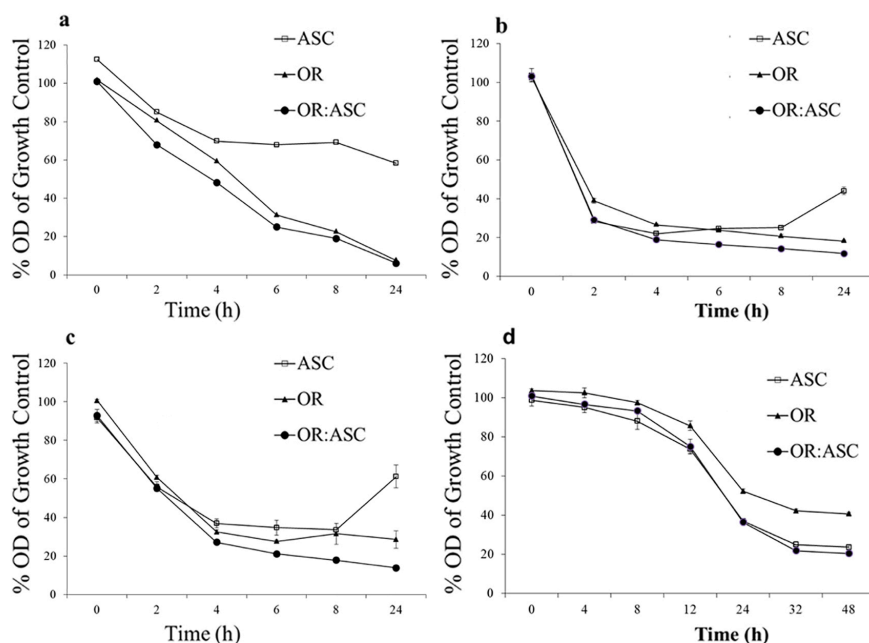 a
% OD of Growth Control
120
100
80
60
40
20
0
0 2 4 6 8 24
Time (h)
ASC
OR
OR:ASC
b
% OD of Growth Control
120
100
80
60
40
20
0
0 2 4 6 8 24
Time (h)
ASC
OR
OR:ASC
c
% OD of Growth Control
120
100
80
60
40
20
0
0 2 4 6 8 24
Time (h)
ASC
OR
OR:ASC
d
% OD of Growth Control
120
100
80
60
40
20
0
0 4 8 12 24 32 48
Time (h)
ASC
OR
OR:ASC